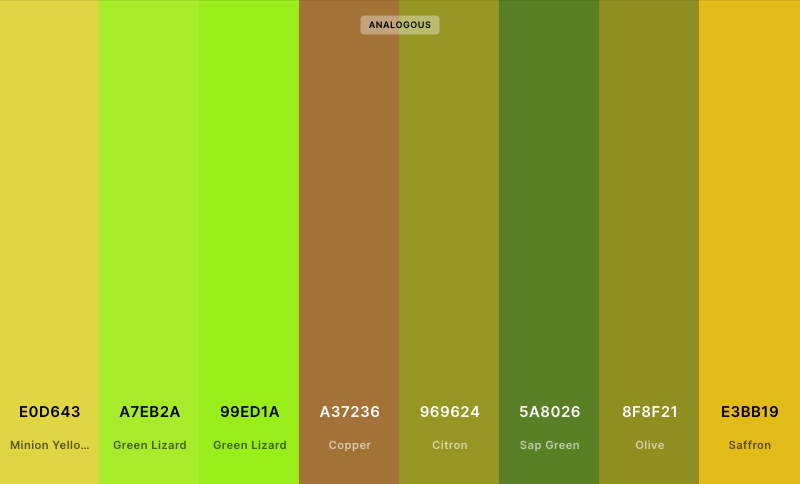 ANALOGOUS
E0D643 A7EB2A 99ED1A A37236 969624 5A8026 8F8F21 E3BB19
Minion Yello... Green Lizard Green Lizard Copper Citron Sap Green Olive Saffron